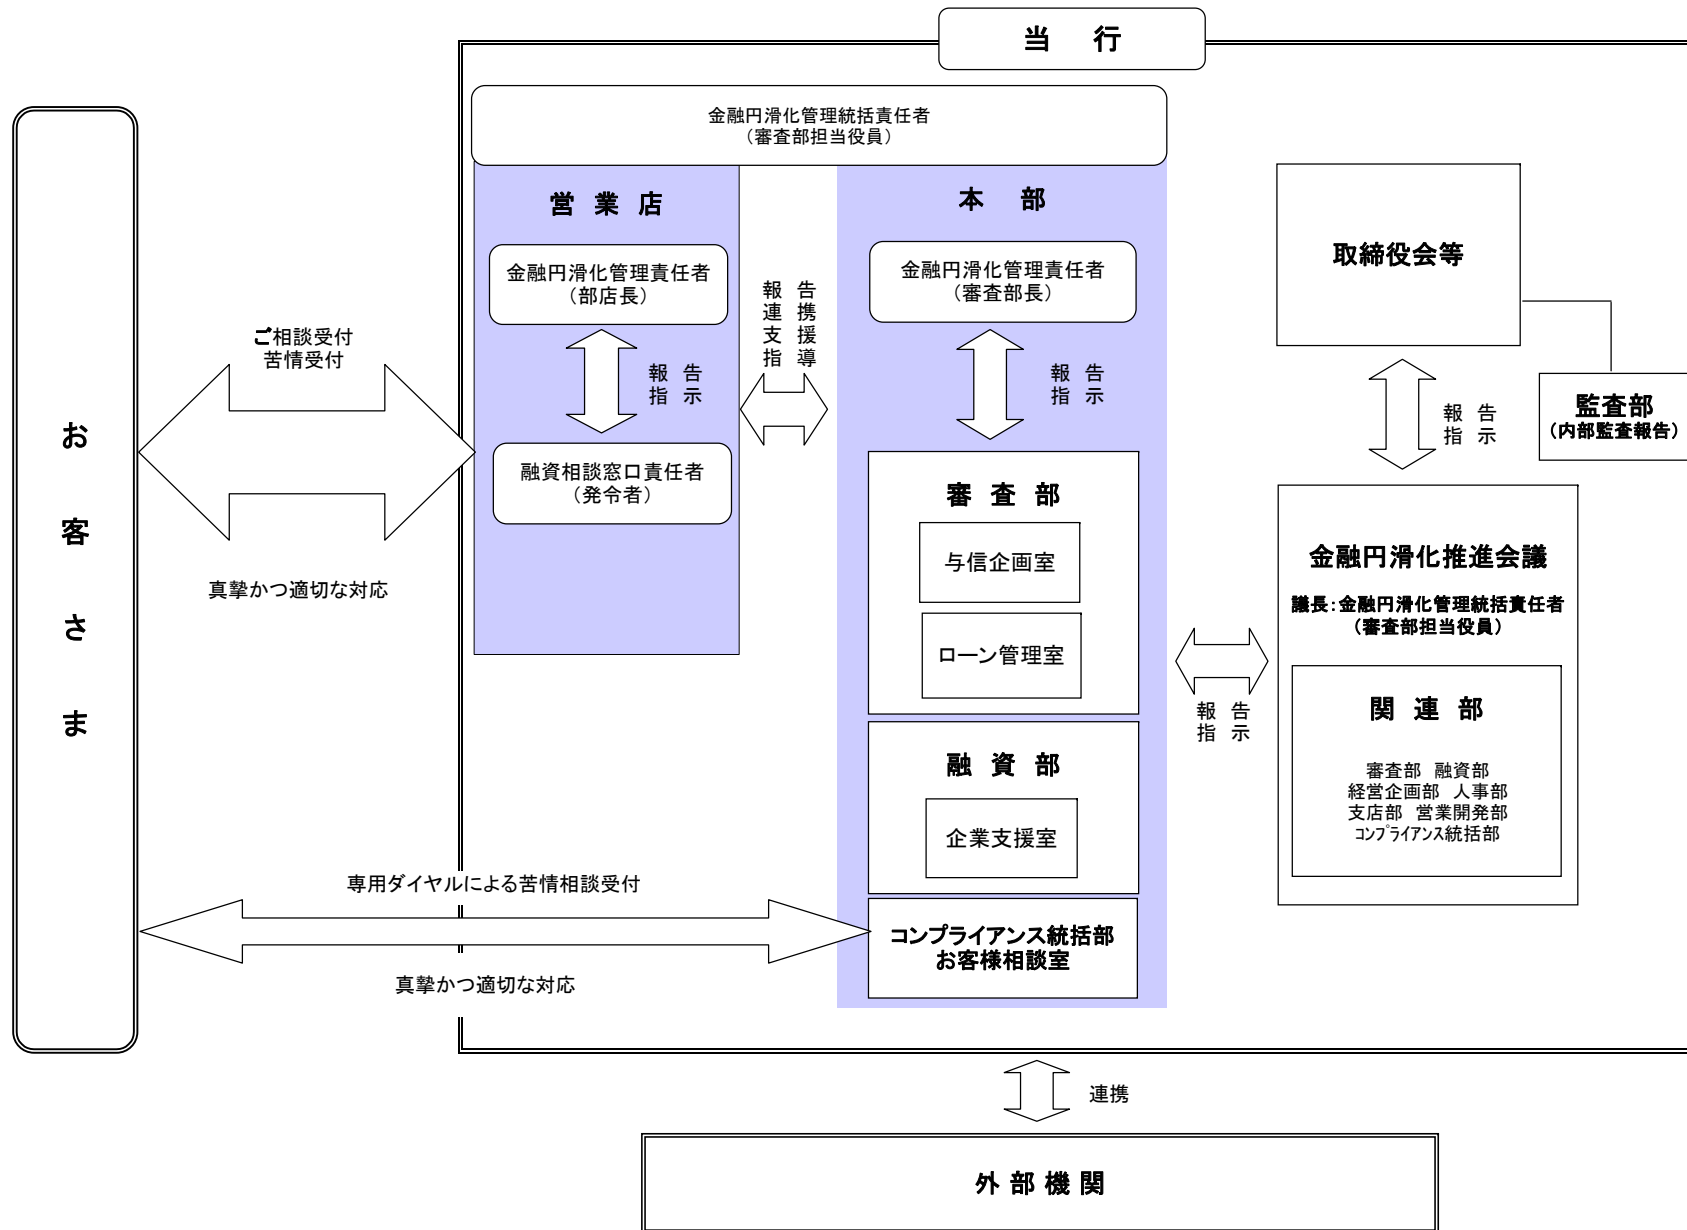 当 行
お客さま
金融円滑化管理統括責任者
（審査部担当役員）
営 業 店
金融円滑化管理責任者
（部店長）
報 告
指 示
融資相談窓口責任者
（発令者）
ご相談受付
苦情受付
真摯かつ適切な対応
報 告
連 携
支 援
指 導
本 部
金融円滑化管理責任者
（審査部長）
報 告
指 示
審 査 部
与信企画室
ローン管理室
融 資 部
企業支援室
コンプライアンス統括部
お客様相談室
専用ダイヤルによる苦情相談受付
真摯かつ適切な対応
取締役会等
監査部
（内部監査報告）
報 告
指 示
金融円滑化推進会議
議長：金融円滑化管理統括責任者
（審査部担当役員）
関 連 部
審査部 融資部
経営企画部 人事部
支店部 営業開発部
コンプライアンス統括部
報 告
指 示
連携
外 部 機 関